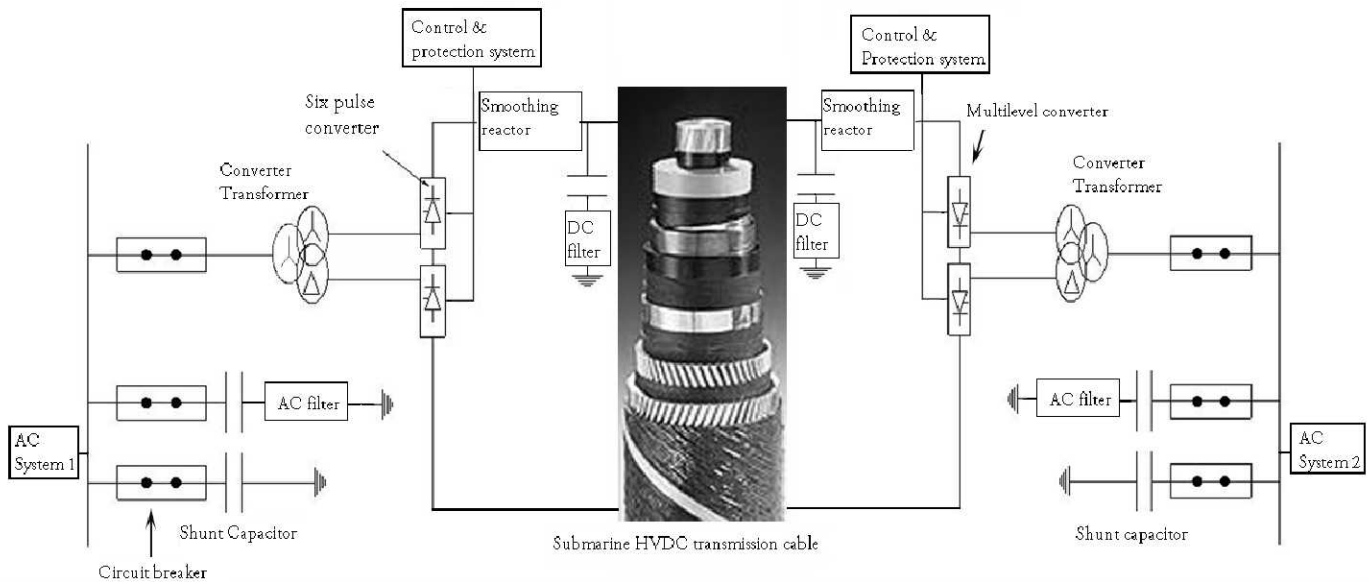 Control &
protection system
Control &
Protection system
Six pulse
converter
Smoothing
reactor
Smoothing
reactor
Multilevel converter
Converter
Transformer
Converter
Transformer
DC
filter
DC
filter
AC filter
AC filter
AC
System 1
AC
System 2
Shunt Capacitor
Shunt capacitor
Submarine HVDC transmission cable
Circuit breaker